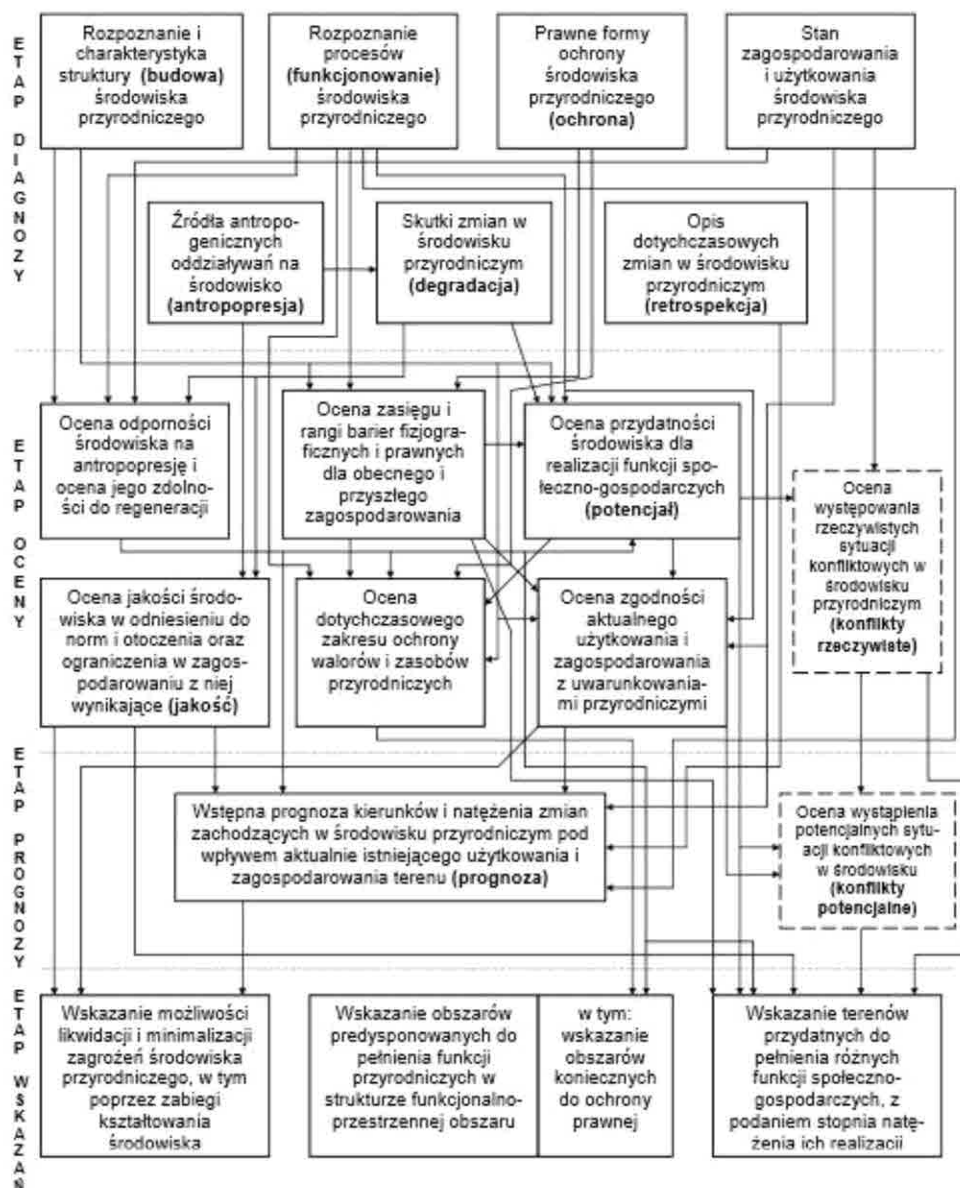 ETAP DIAGNOZY
Rozpoznanie i
charakterystyka
struktury (budowa)
środowiska
przyrodniczego
Rozpoznanie
procesów
(funkcjonowanie)
środowiska
przyrodniczego
Prawne formy
ochrony
środowiska
przyrodniczego
(ochrona)
Stan
zagospodarowania
i użytkowania
środowiska
przyrodniczego
Źródła antropo-
genicznych
oddziaływań na
środowisko
(antropopresja)
Skutki zmian w
środowisku
przyrodniczym
(degradacja)
Opis
dotychczasowych
zmian w środowisku
przyrodniczym
(retrospekcja)
ETAP OCENY
Ocena odporności
środowiska na
antropopresję i
ocena jego zdolno-
ści do regeneracji
Ocena zasięgu i
rangi barier fizjogra-
ficznych i prawnych
dla obecnego i
przyszłego
zagospodarowania
Ocena przydatności
środowiska dla
realizacji funkcji spo-
łeczno-gospodarczych
(potencjał)
Ocena
występowania
rzeczywistych
sytuacji
konfliktowych w
środowisku
przyrodniczym
(konflikty
rzeczywiste)
Ocena jakości środo-
wiska w odniesieniu do
norm i otoczenia oraz
ograniczenia w zagos-
podarowaniu z niej
wynikające (jakość)
Ocena
dotychczasowego
zakresu ochrony
walorów i zasobów
przyrodniczych
Ocena zgodności
aktualnego
użytkowania i
zagospodarowania
z uwarunkowania-
mi przyrodniczymi
ETAP PROGNOZY
Wstępna prognoza kierunków i natężenia zmian
zachodzących w środowisku przyrodniczym pod
wpływem aktualnie istniejącego użytkowania i
zagospodarowania terenu (prognoza)
Ocena wystąpienia
potencjalnych sytu-
acji konfliktowych
w środowisku
(konflikty
potencjalne)
ETAP WSKAZAŃ
Wskazanie możliwości
likwidacji i minimalizacji
zagrożeń środowiska
przyrodniczego, w tym
poprzez zabiegi
kształtowania
środowiska
Wskazanie obszarów
predysponowanych do
pełnienia funkcji
przyrodniczych w
strukturze funkcjonalno-
przestrzennej obszaru
w tym:
wskazanie
obszarów
koniecznych
do ochrony
prawnej
Wskazanie terenów
przydatnych do
pełnienia różnych
funkcji społeczno-
gospodarczych, z
podaniem stopnia natę-
żenia ich realizacji